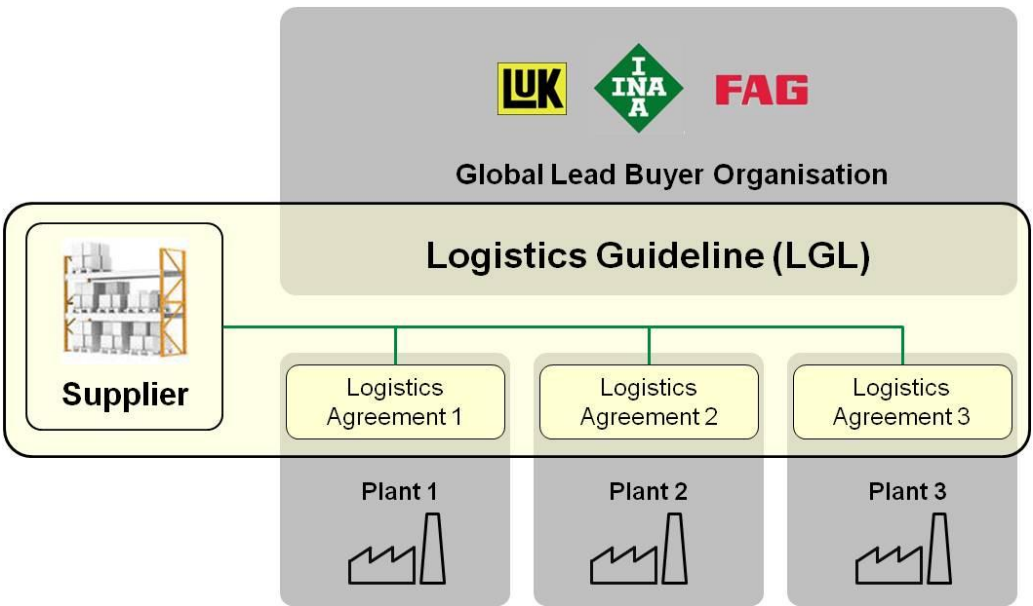 LUK
INA
INA
FAG
Global Lead Buyer Organisation
Logistics Guideline (LGL)
Supplier
Logistics
Agreement 1
Logistics
Agreement 2
Logistics
Agreement 3
Plant 1
Plant 2
Plant 3